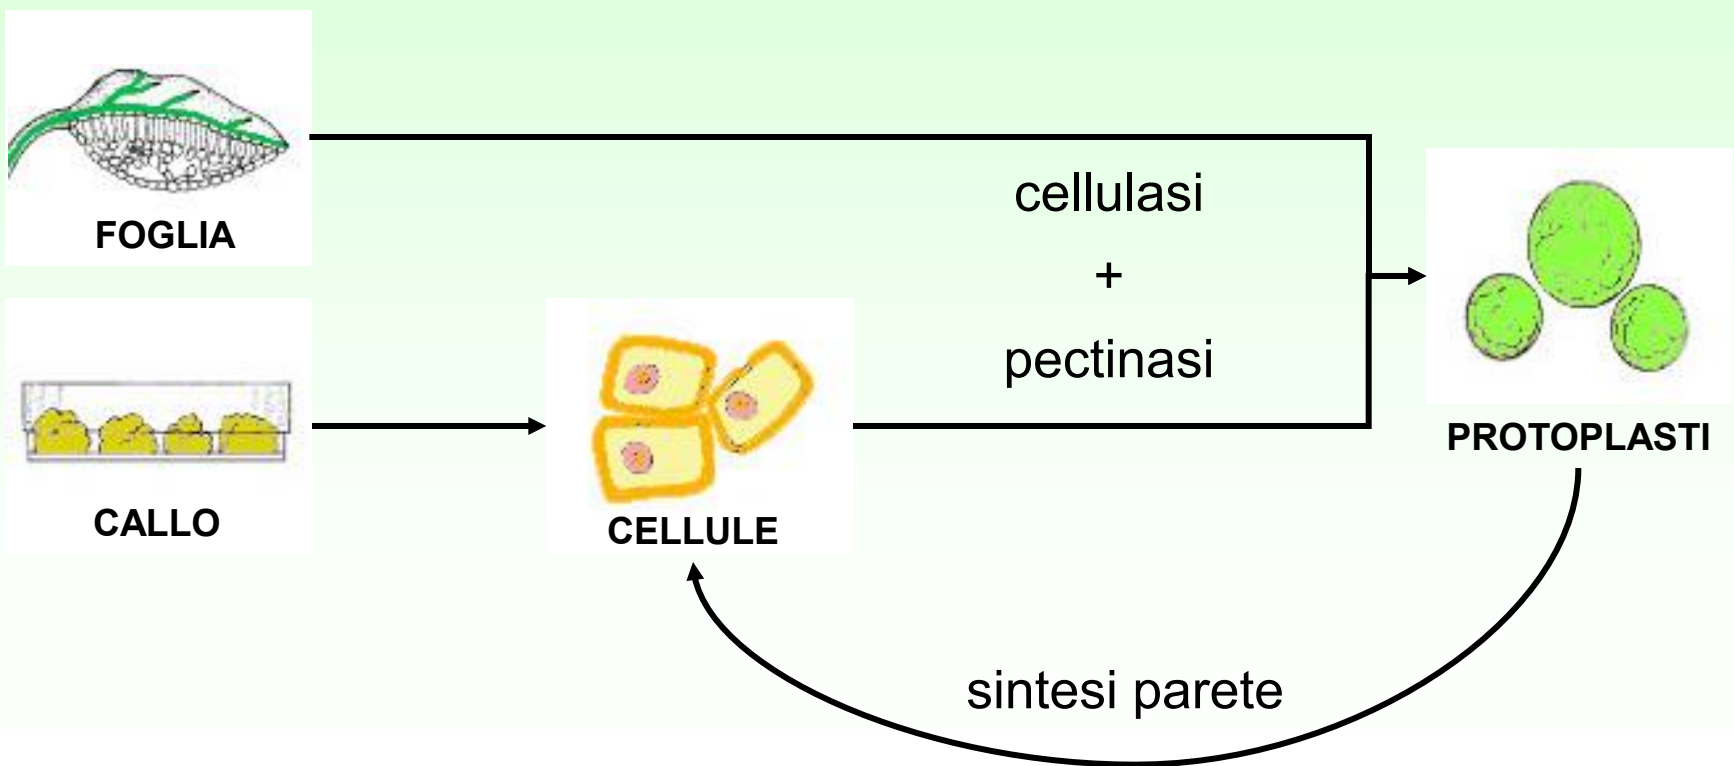 FOGLIA
cellulasi
+
pectinasi
CALLO
CELLULE
PROTOPLASTI
sintesi parete